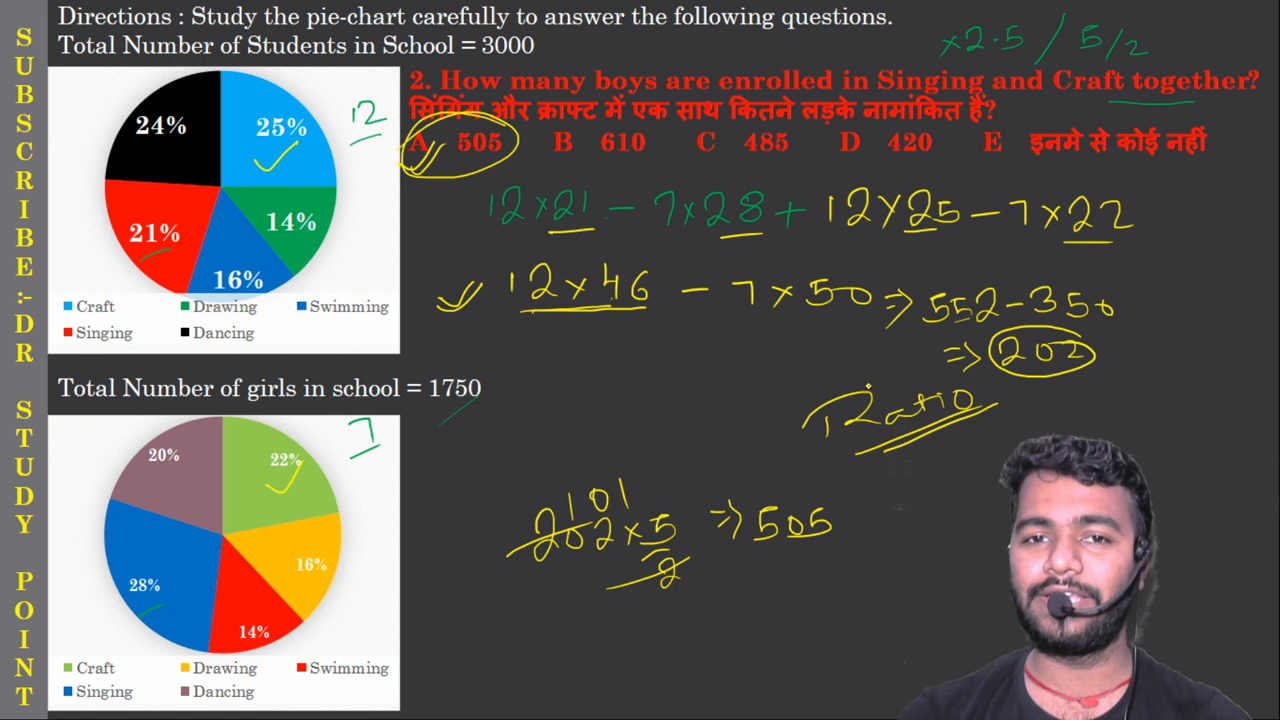 SUBSCRIBE:-DR STUDY POINT
Directions : Study the pie-chart carefully to answer the following questions.
Total Number of Students in School = 3000
×2.5 / 5/2
24%
25%
14%
16%
21%
Craft Drawing Swimming
Singing Dancing
12
2. How many boys are enrolled in Singing and Craft together?
सिंगिंग और क्राफ्ट में एक साथ कितने लड़के नामांकित हैं?
A 505 B 610 C 485 D 420 E इनमे से कोई नहीं
12×21 - 7×28 + 12×25 - 7×22
12×46 - 7×50 => 552-350
=> 202
Ratio
Total Number of girls in school = 1750
20%
22%
16%
14%
28%
Craft Drawing Swimming
Singing Dancing
7
101
202×5 => 505
2